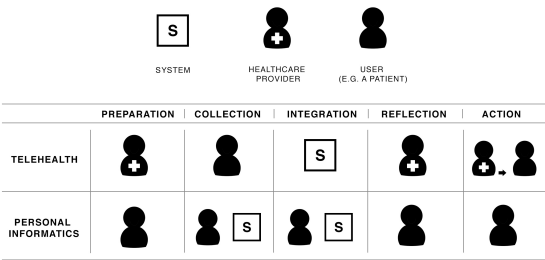 S
SYSTEM
HEALTHCARE
PROVIDER
USER
(E.G. A PATIENT)
PREPARATION | COLLECTION | INTEGRATION | REFLECTION | ACTION
TELEHEALTH
S
PERSONAL
INFORMATICS
S
S